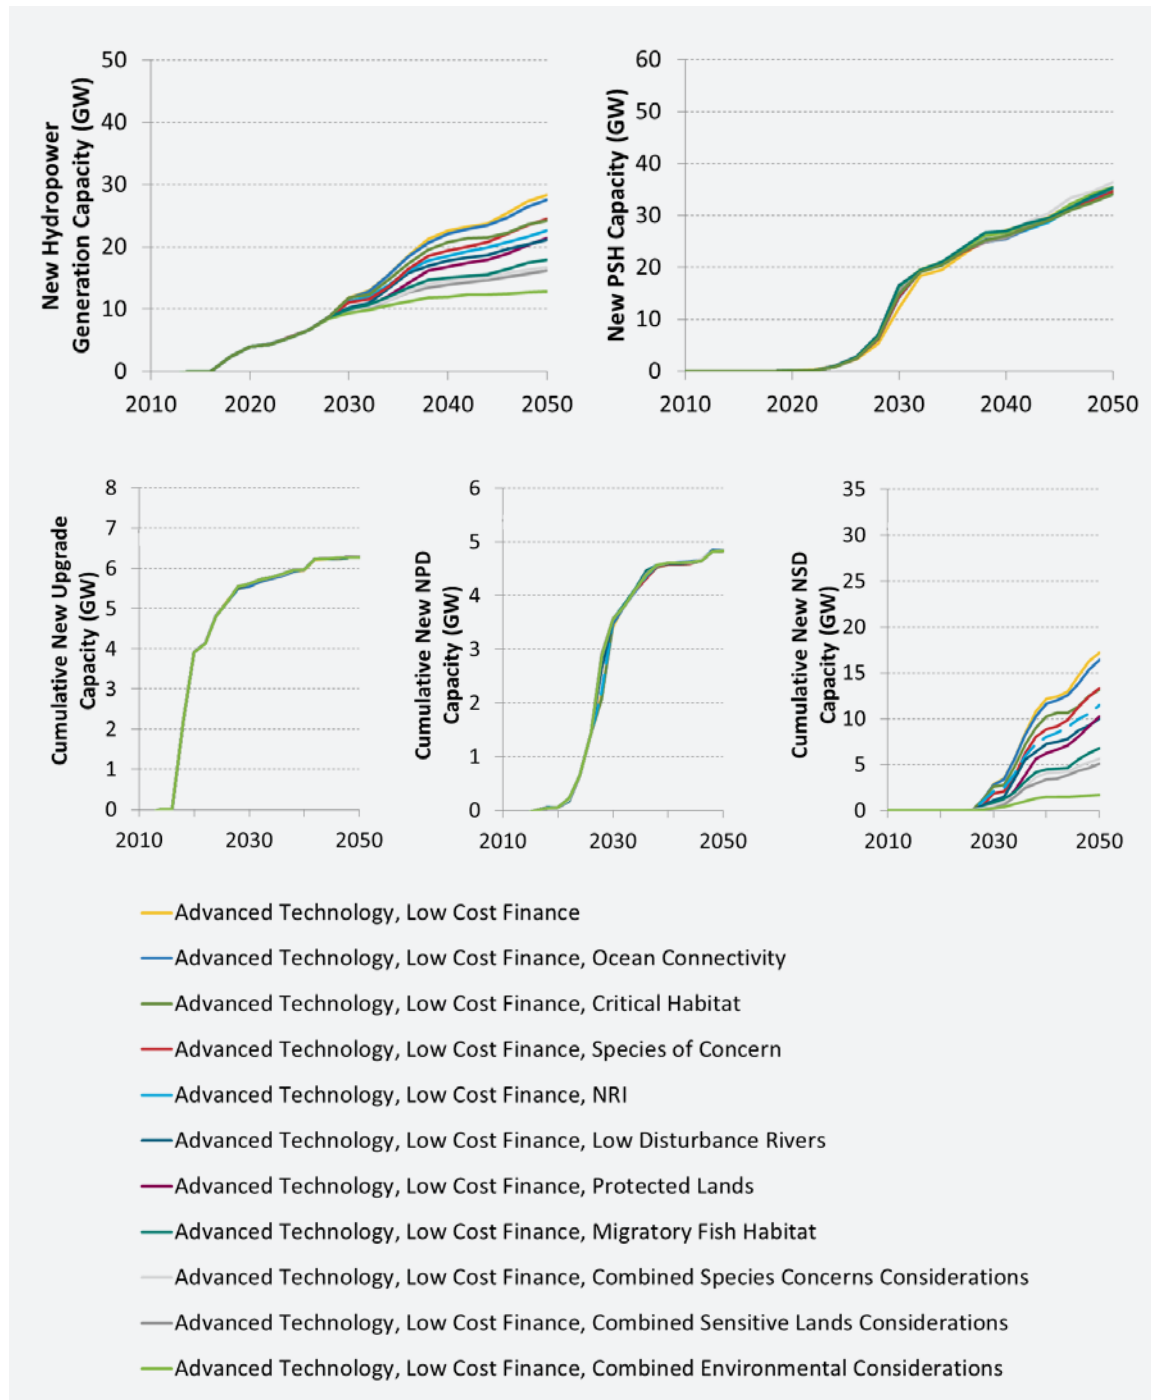 New Hydropower
Generation Capacity (GW)
50
40
30
20
10
0
2010 2020 2030 2040 2050
New PSH Capacity (GW)
60
50
40
30
20
10
0
2010 2020 2030 2040 2050
Cumulative New Upgrade
Capacity (GW)
8
7
6
5
4
3
2
1
0
2010 2030 2050
Cumulative New NPD
Capacity (GW)
6
5
4
3
2
1
0
2010 2030 2050
Cumulative New NSD
Capacity (GW)
35
30
25
20
15
10
5
0
2010 2030 2050
Advanced Technology, Low Cost Finance
Advanced Technology, Low Cost Finance, Ocean Connectivity
Advanced Technology, Low Cost Finance, Critical Habitat
Advanced Technology, Low Cost Finance, Species of Concern
Advanced Technology, Low Cost Finance, NRI
Advanced Technology, Low Cost Finance, Low Disturbance Rivers
Advanced Technology, Low Cost Finance, Protected Lands
Advanced Technology, Low Cost Finance, Migratory Fish Habitat
Advanced Technology, Low Cost Finance, Combined Species Concerns Considerations
Advanced Technology, Low Cost Finance, Combined Sensitive Lands Considerations
Advanced Technology, Low Cost Finance, Combined Environmental Considerations